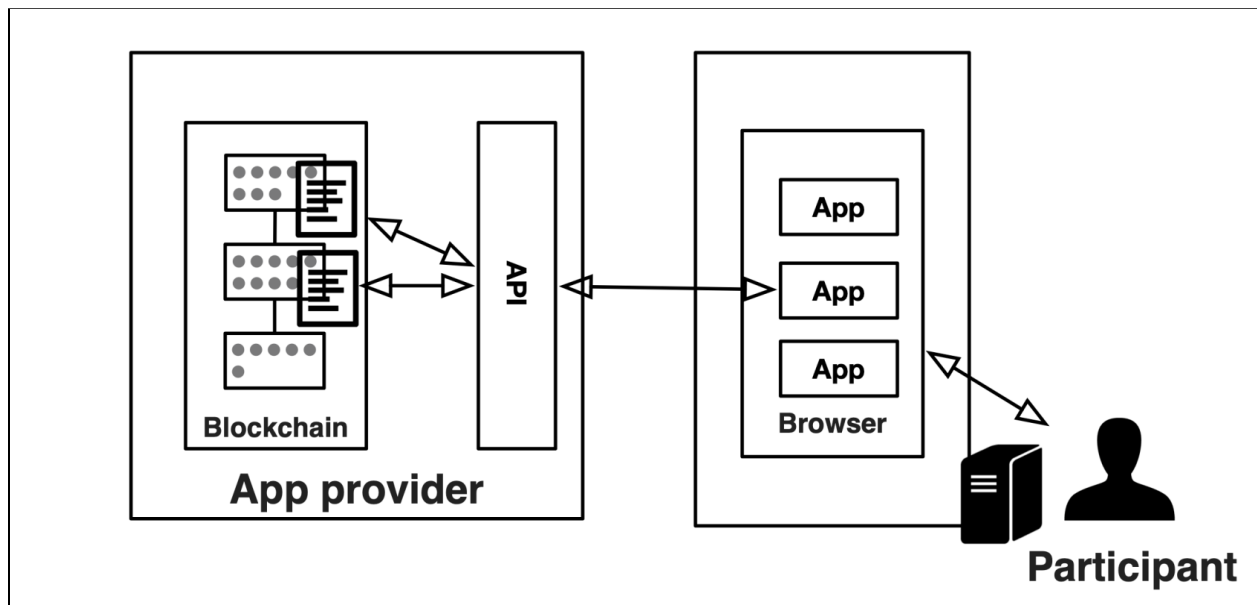 Blockchain
API
App provider
App
App
App
Browser
Participant